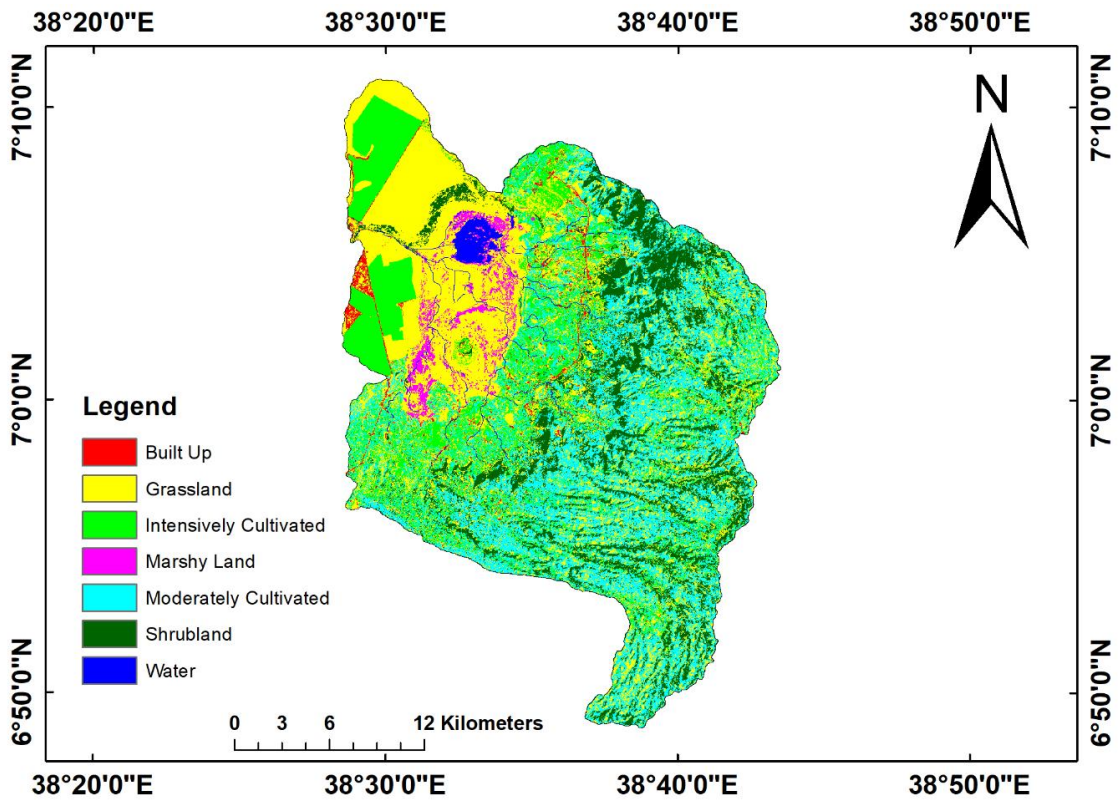 38°20'0"E 38°30'0"E 38°40'0"E 38°50'0"E
7°10'0"N
7°10'0"N
N
7°0'0"N
7°0'0"N
Legend
Built Up
Grassland
Intensively Cultivated
Marshy Land
Moderately Cultivated
Shrubland
Water
6°50'0"N
6°50'0"N
0 3 6 12 Kilometers
38°20'0"E 38°30'0"E 38°40'0"E 38°50'0"E